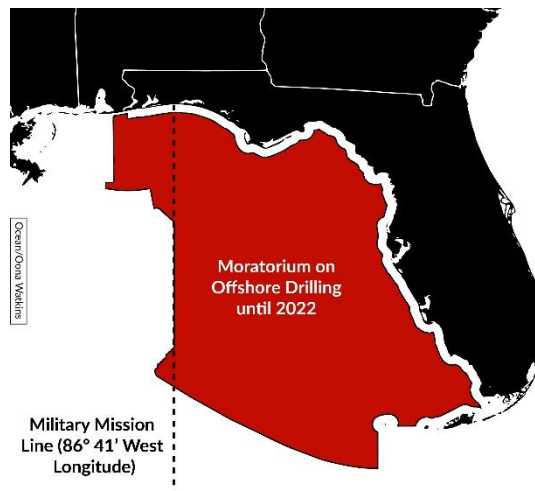 Moratorium on
Offshore Drilling
until 2022
Ocean/Oona Watkins
Military Mission
Line (86° 41' West
Longitude)